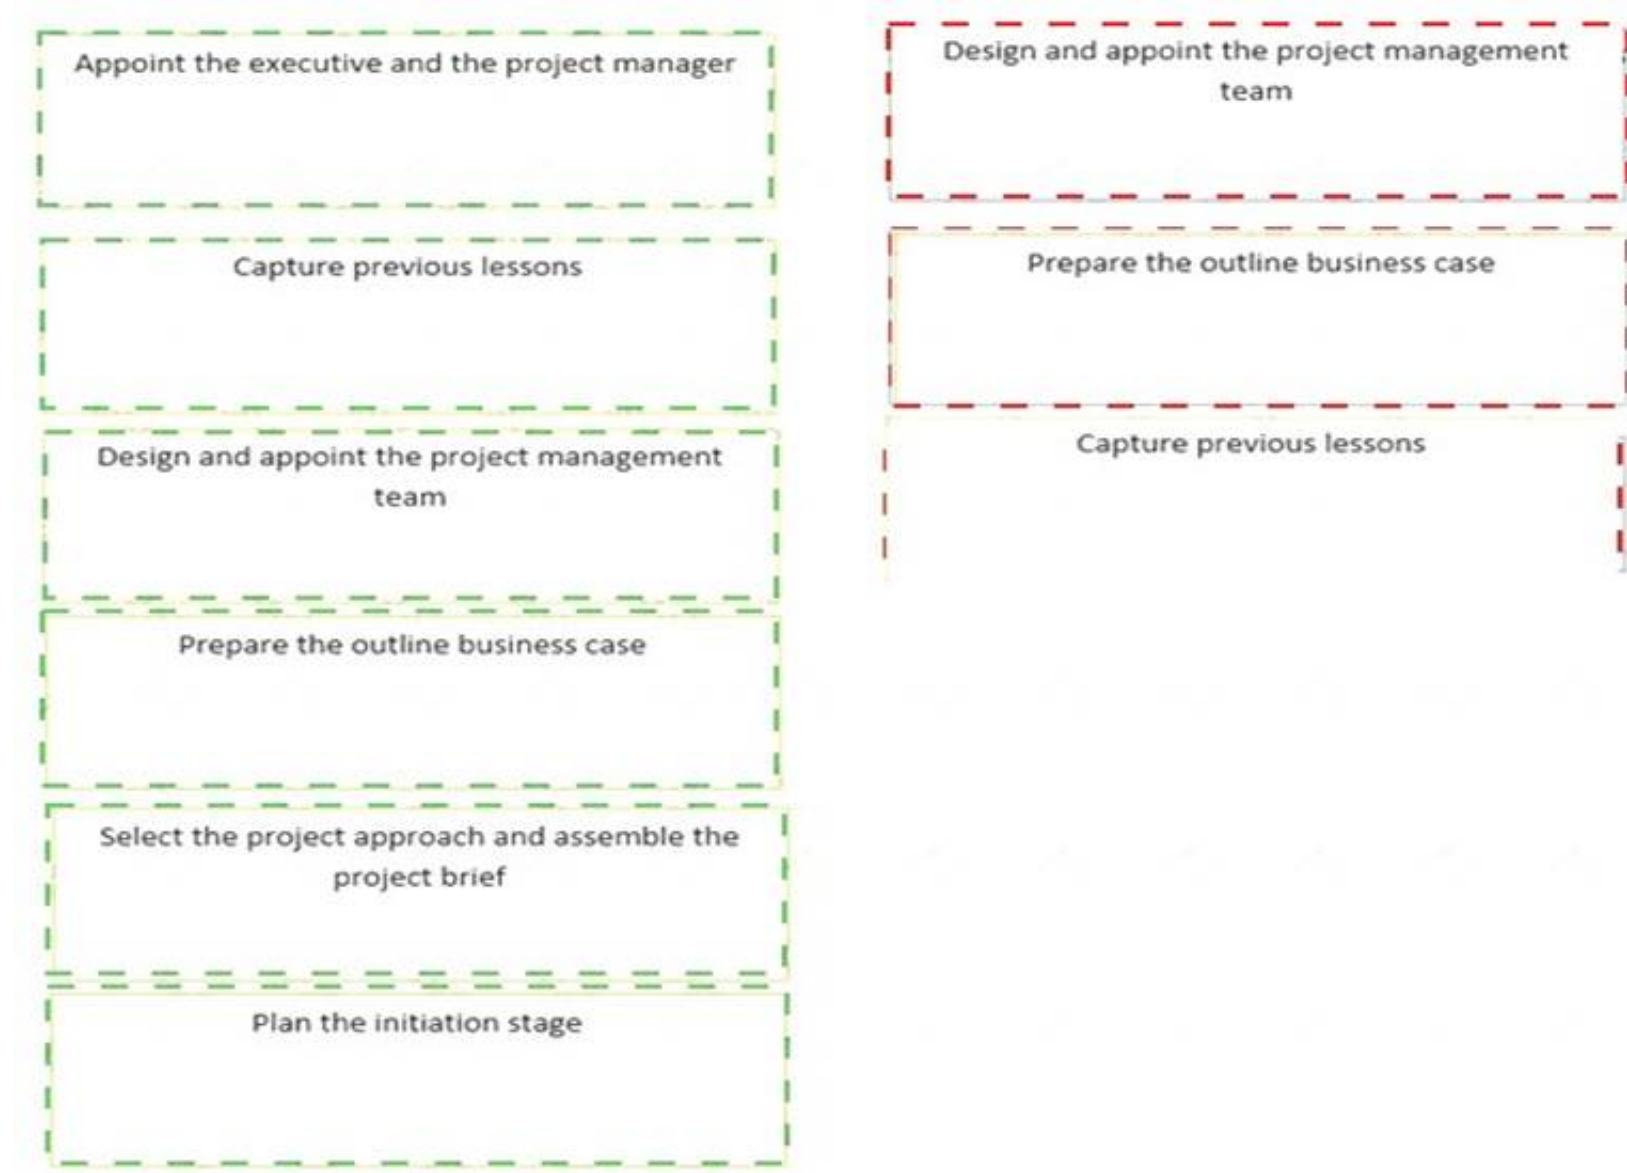 Appoint the executive and the project manager
Capture previous lessons
Design and appoint the project management
team
Prepare the outline business case
Select the project approach and assemble the
project brief
Plan the initiation stage
Design and appoint the project management
team
Prepare the outline business case
Capture previous lessons